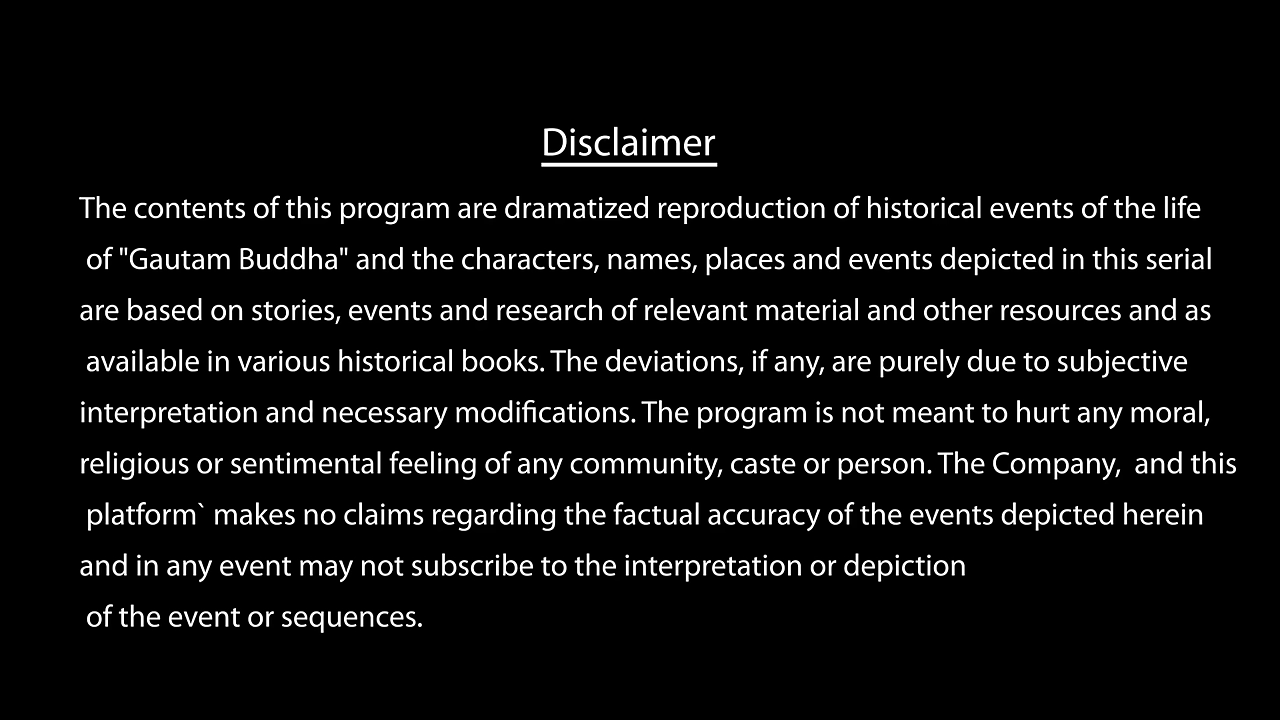 Disclaimer
The contents of this program are dramatized reproduction of historical events of the life
of "Gautam Buddha" and the characters, names, places and events depicted in this serial
are based on stories, events and research of relevant material and other resources and as
available in various historical books. The deviations, if any, are purely due to subjective
interpretation and necessary modifications. The program is not meant to hurt any moral,
religious or sentimental feeling of any community, caste or person. The Company,  and this
platform` makes no claims regarding the factual accuracy of the events depicted herein
and in any event may not subscribe to the interpretation or depiction
of the event or sequences.